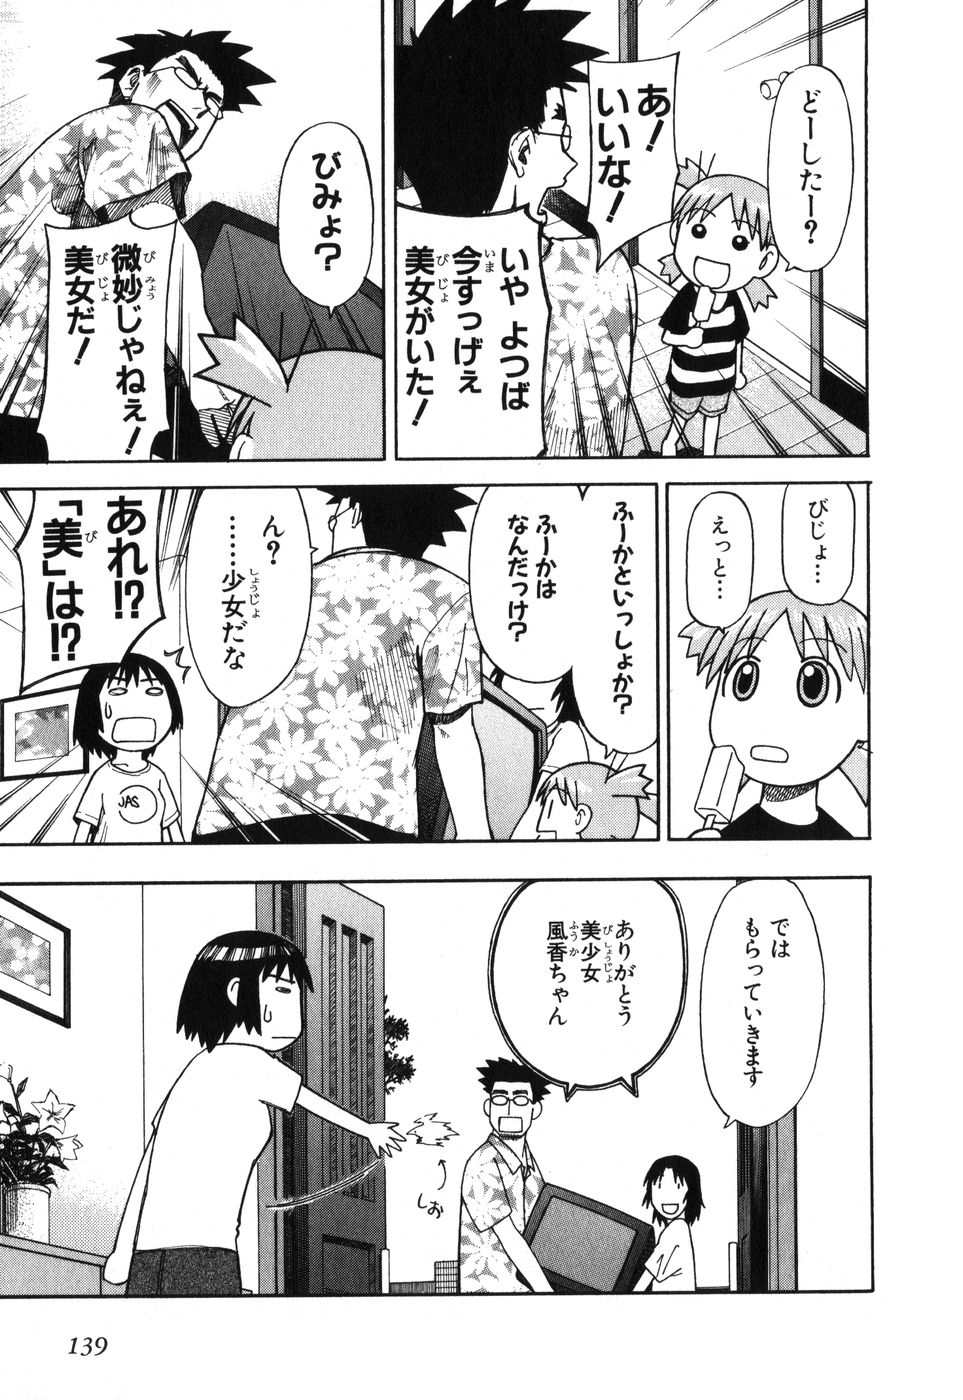 どーしたー?
あ!
いいな!
いや よつば
今すっげぇ
美女がいた!
びみょ?
微妙じゃねぇ!
美女だ!
びじょ…
えっと…
ふーかといっしょか?
ふーかは
なんだっけ?
ん?
……少女だな
あれ!?
「美」は!?
JAS
では
もらっていきます
ありがとう
美少女
風香ちゃん
しお
139